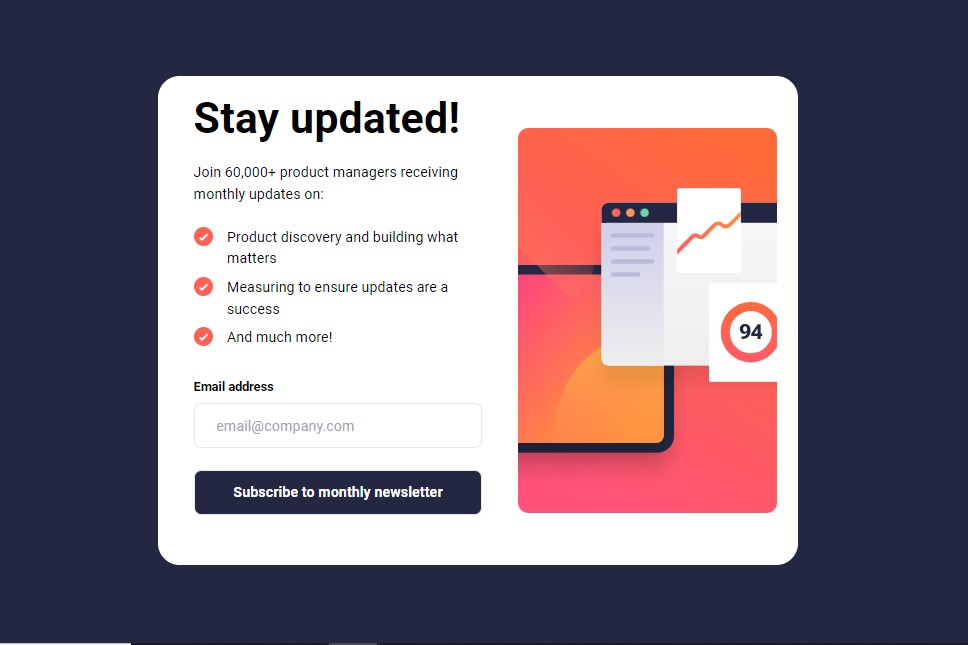 Stay updated!
Join 60,000+ product managers receiving
monthly updates on:
Product discovery and building what
matters
Measuring to ensure updates are a
success
And much more!
Email address
email@company.com
Subscribe to monthly newsletter
94